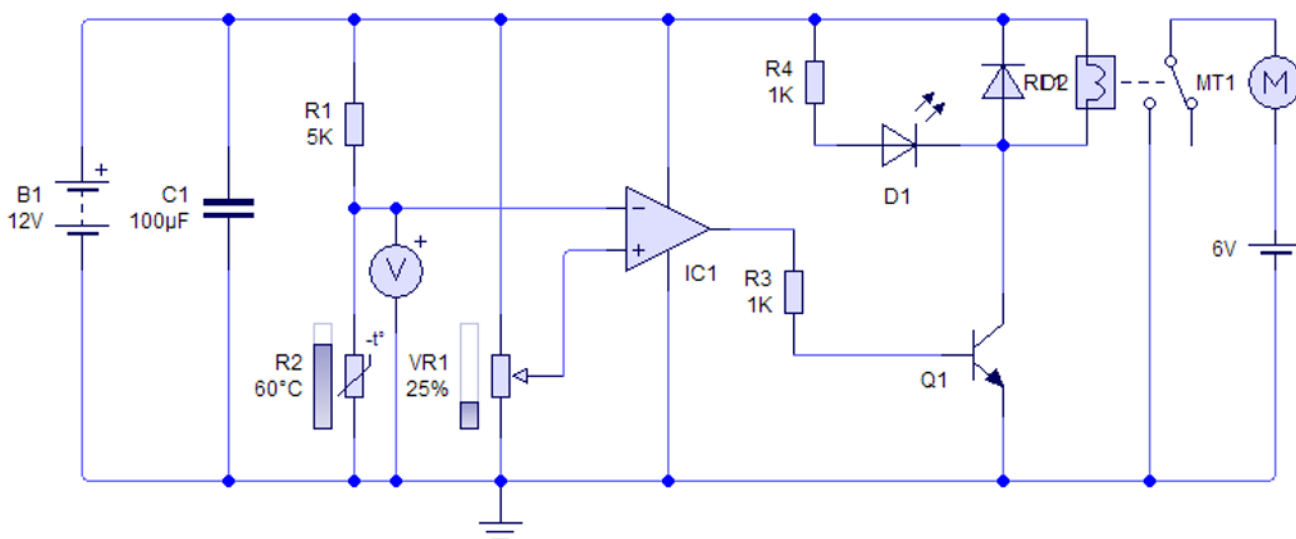 R4
1K
R1
5K
D2
MT1
M
+
B1
12V
C1
100µF
D1
V
+
−
+
IC1
6V
R3
1K
-t°
R2
60°C
VR1
25%
Q1